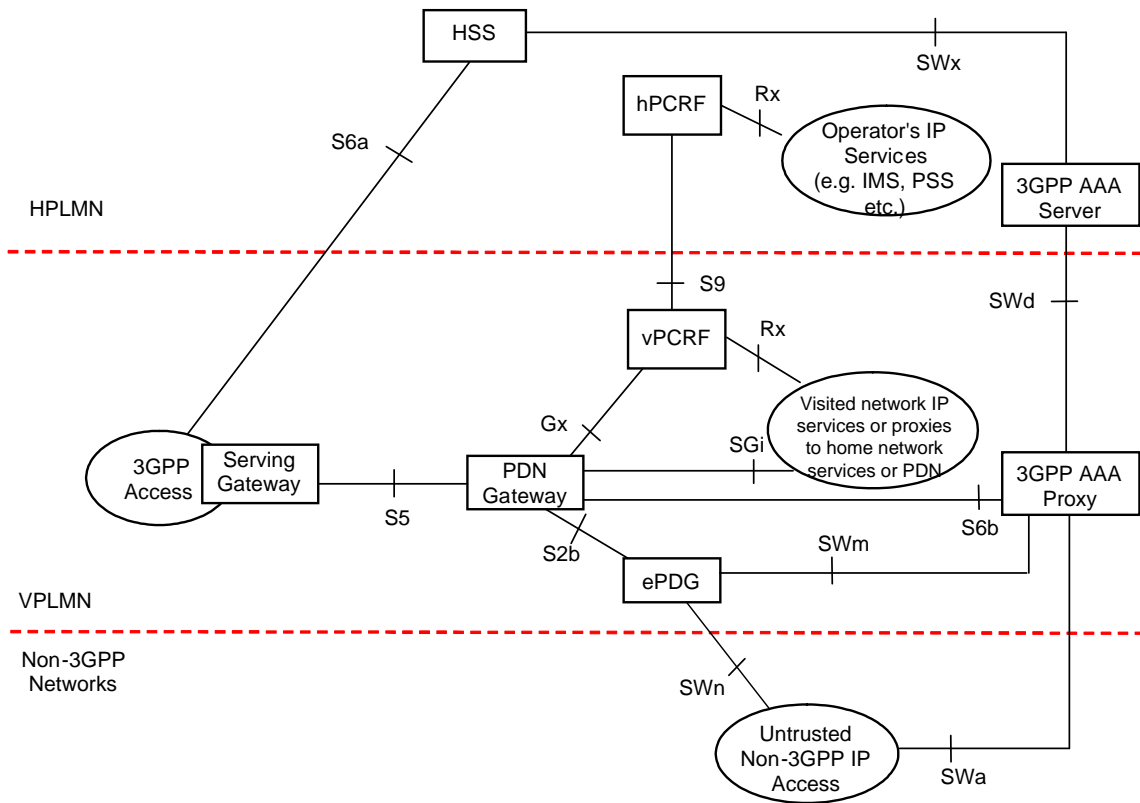 HSS
SWx
hPCRF
Rx
Operator's IP
Services
(e.g. IMS, PSS
etc.)
S6a
3GPP AAA
Server
HPLMN
S9
SWd
vPCRF
Rx
Visited network IP
services or proxies
to home network
services or PDN
Gx
SGi
3GPP
Access
Serving
Gateway
PDN
Gateway
3GPP AAA
Proxy
S5
S6b
S2b
SWm
ePDG
VPLMN
Non-3GPP
Networks
SWn
Untrusted
Non-3GPP IP
Access
SWa